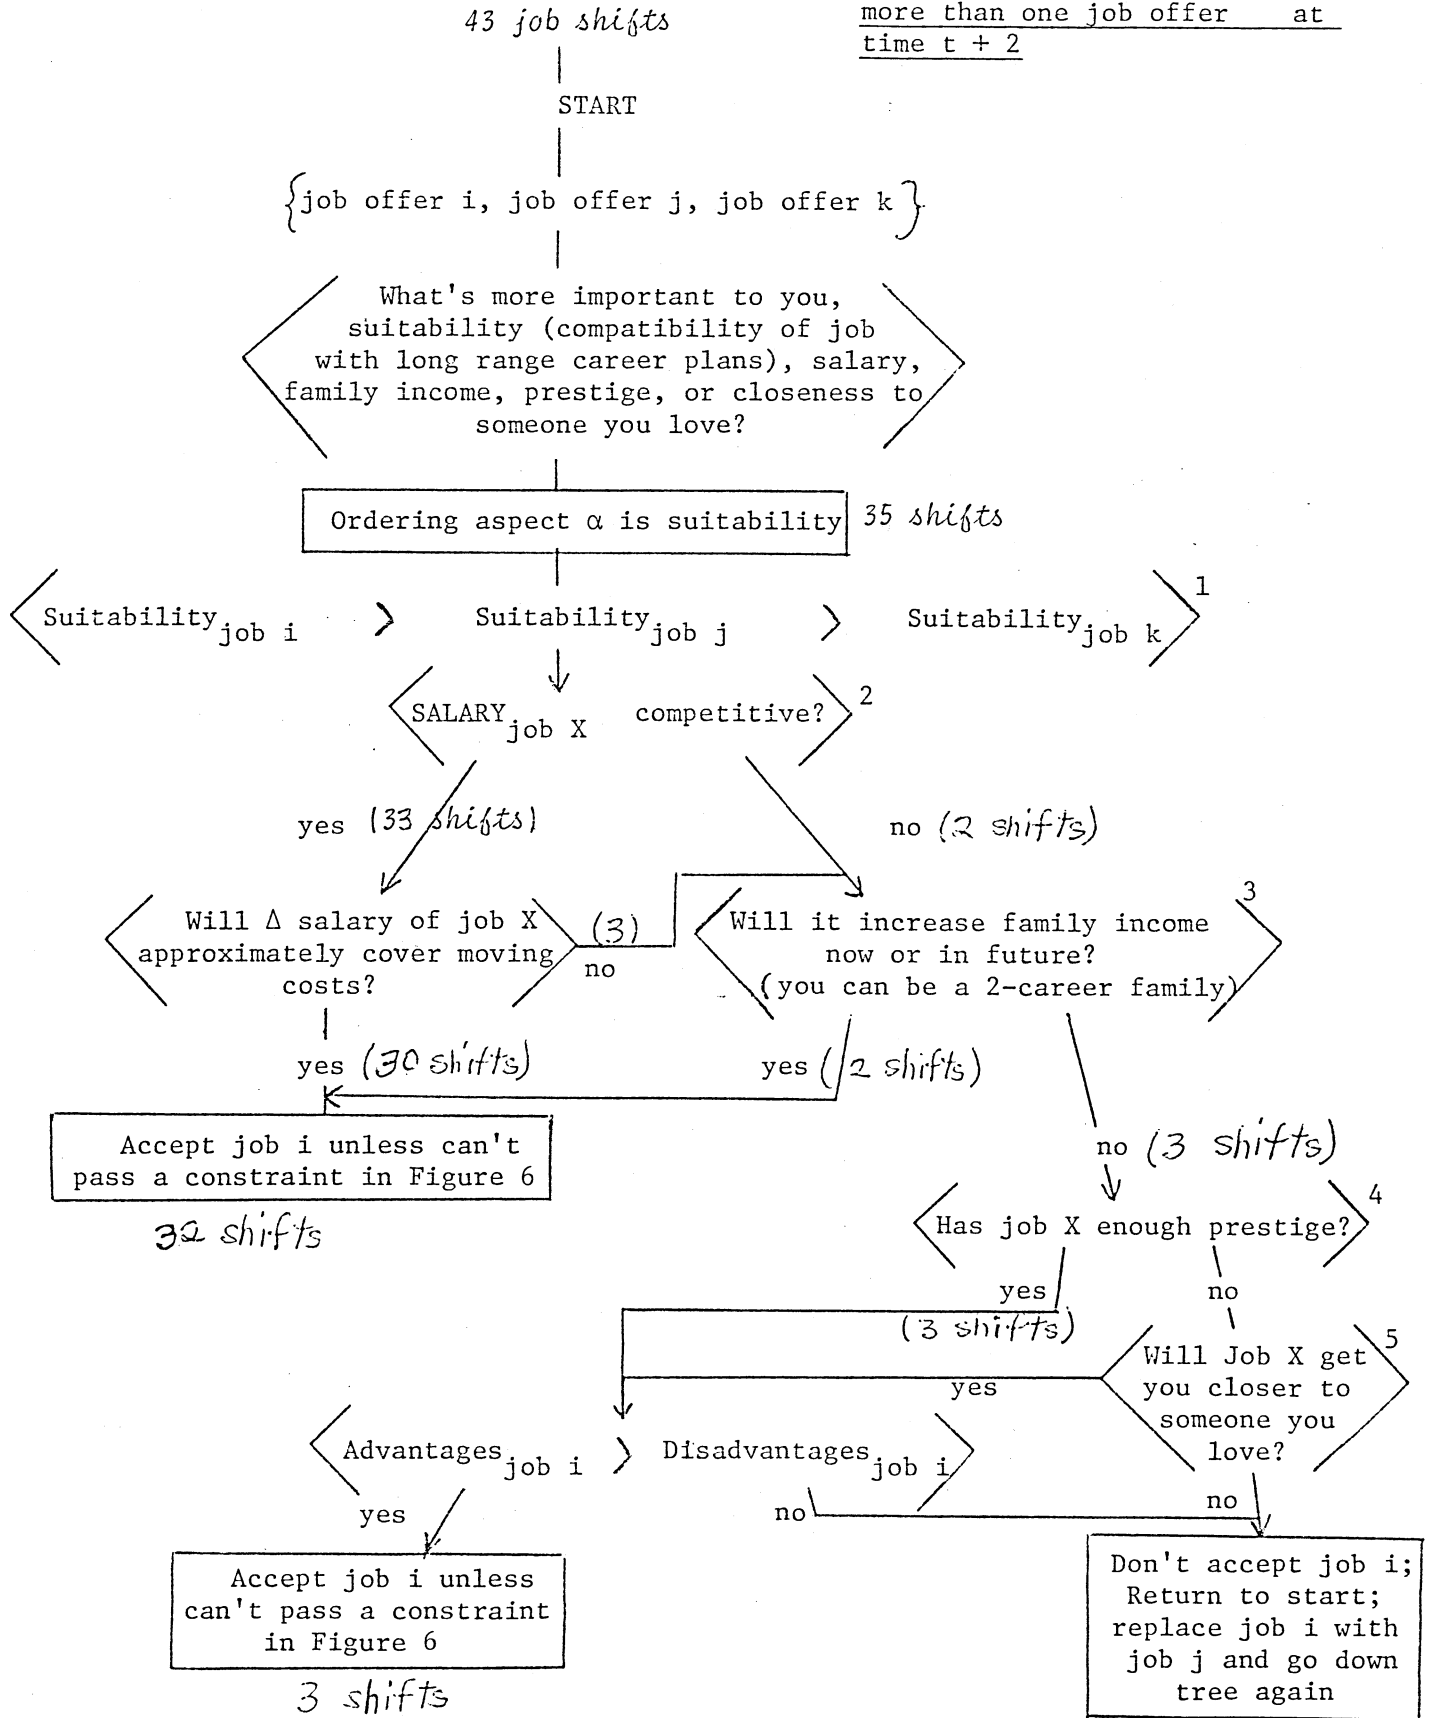 43 job shifts
more than one job offer at
time t + 2
START
{job offer i, job offer j, job offer k}
What's more important to you,
suitability (compatibility of job
with long range career plans), salary,
family income, prestige, or closeness to
someone you love?
Ordering aspect α is suitability
35 shifts
Suitability job i > Suitability job j > Suitability job k
1
SALARY job X competitive?
2
yes (33 shifts)
no (2 shifts)
Will Δ salary of job X
approximately cover moving
costs?
(3)
no
3
Will it increase family income
now or in future?
(you can be a 2-career family)
yes (30 shifts)
yes (2 shifts)
Accept job i unless can't
pass a constraint in Figure 6
32 shifts
no (3 shifts)
4
Has job X enough prestige?
yes
(3 shifts)
no
5
Will Job X get
you closer to
someone you
love?
yes
Advantages job i > Disadvantages job i
yes
no
no
Accept job i unless
can't pass a constraint
in Figure 6
3 shifts
Don't accept job i;
Return to start;
replace job i with
job j and go down
tree again